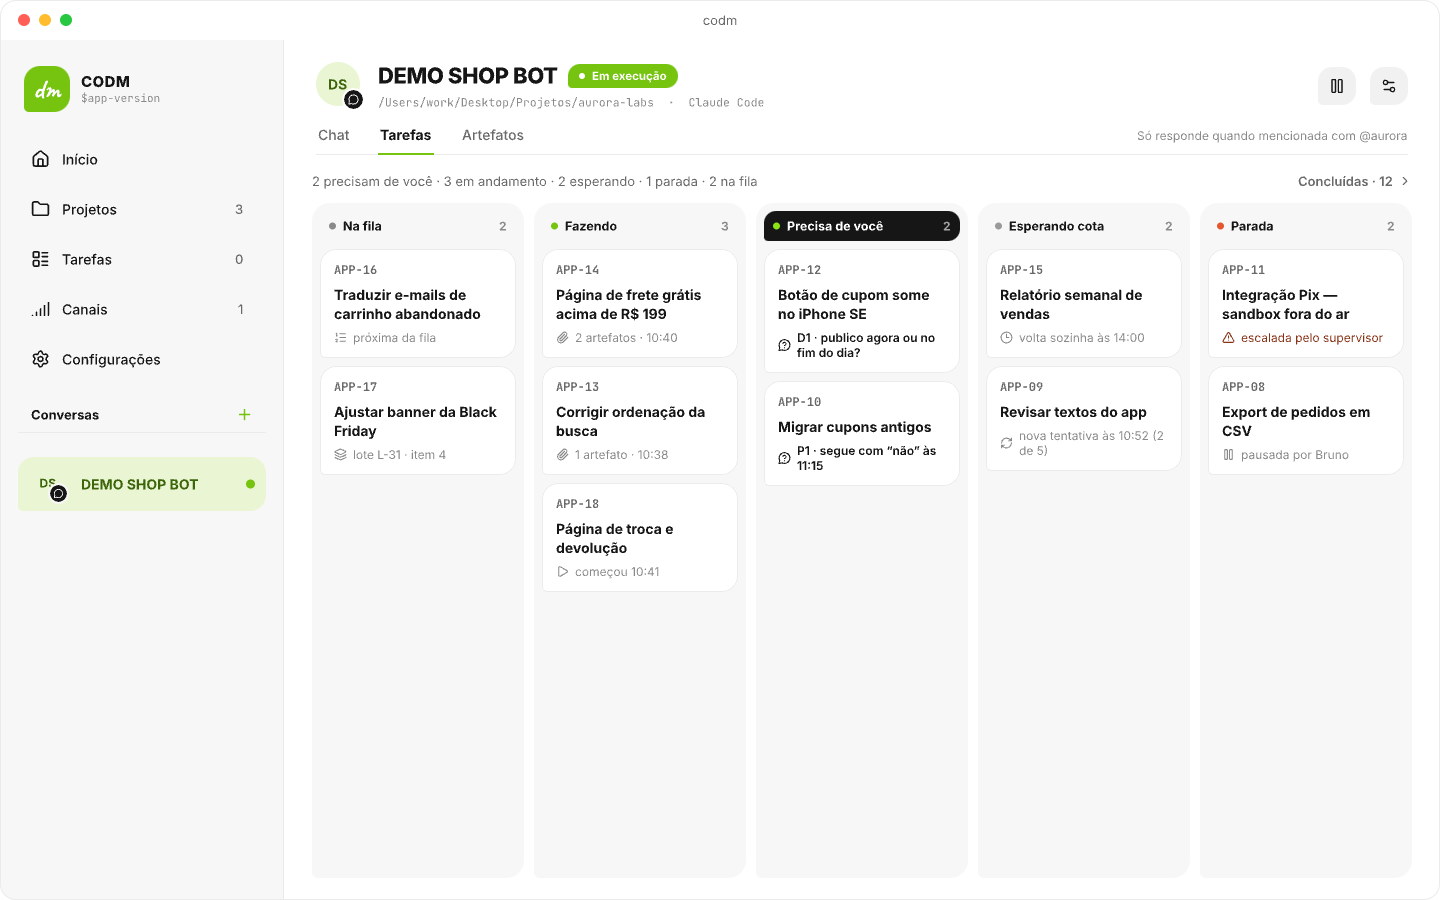 codm
dm
CODM
$app-version
Início
Projetos 3
Tarefas 0
Canais 1
Configurações
Conversas +
DS DEMO SHOP BOT
DS
DEMO SHOP BOT
Em execução
/Users/work/Desktop/Projetos/aurora-labs · Claude Code
Chat Tarefas Artefatos
Só responde quando mencionada com @aurora
2 precisam de você · 3 em andamento · 2 esperando · 1 parada · 2 na fila
Concluídas · 12
Na fila 2
APP-16
Traduzir e-mails de
carrinho abandonado
próxima da fila
APP-17
Ajustar banner da Black
Friday
lote L-31 · item 4
Fazendo 3
APP-14
Página de frete grátis
acima de R$ 199
2 artefatos · 10:40
APP-13
Corrigir ordenação da
busca
1 artefato · 10:38
APP-18
Página de troca e
devolução
começou 10:41
Precisa de você 2
APP-12
Botão de cupom some
no iPhone SE
D1 · publico agora ou no
fim do dia?
APP-10
Migrar cupons antigos
P1 · segue com “não” às
11:15
Esperando cota 2
APP-15
Relatório semanal de
vendas
volta sozinha às 14:00
APP-09
Revisar textos do app
nova tentativa às 10:52 (2
de 5)
Parada 2
APP-11
Integração Pix —
sandbox fora do ar
escalada pelo supervisor
APP-08
Export de pedidos em
CSV
pausada por Bruno